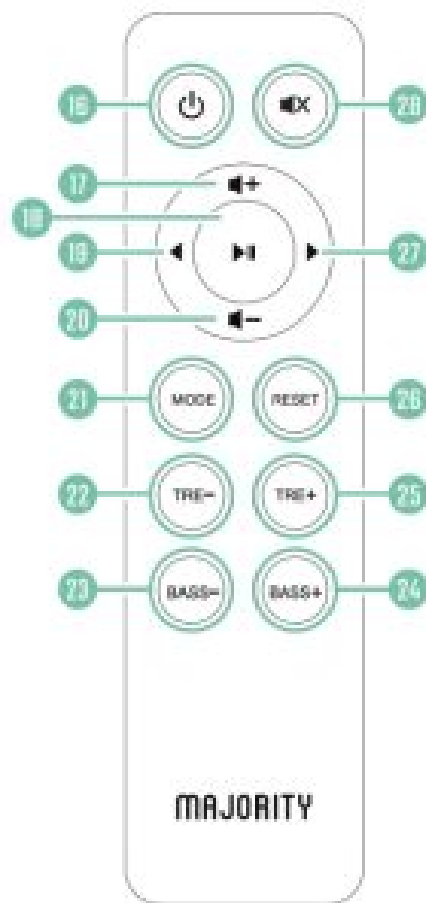 16 28
17
18
19 27
20
21 MODE RESET 26
22 TRE− TRE+ 25
23 BASS− BASS+ 24
MAJORITY